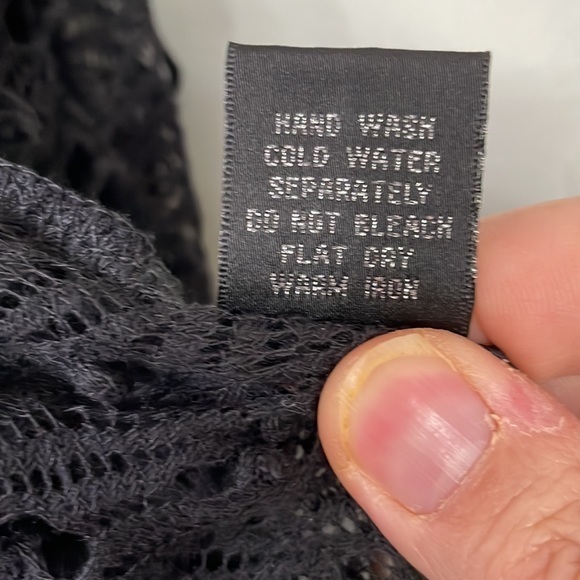 HAND WASH
COLD WATER
SEPARATELY
DO NOT BLEACH
FLAT DRY
WARM IRON